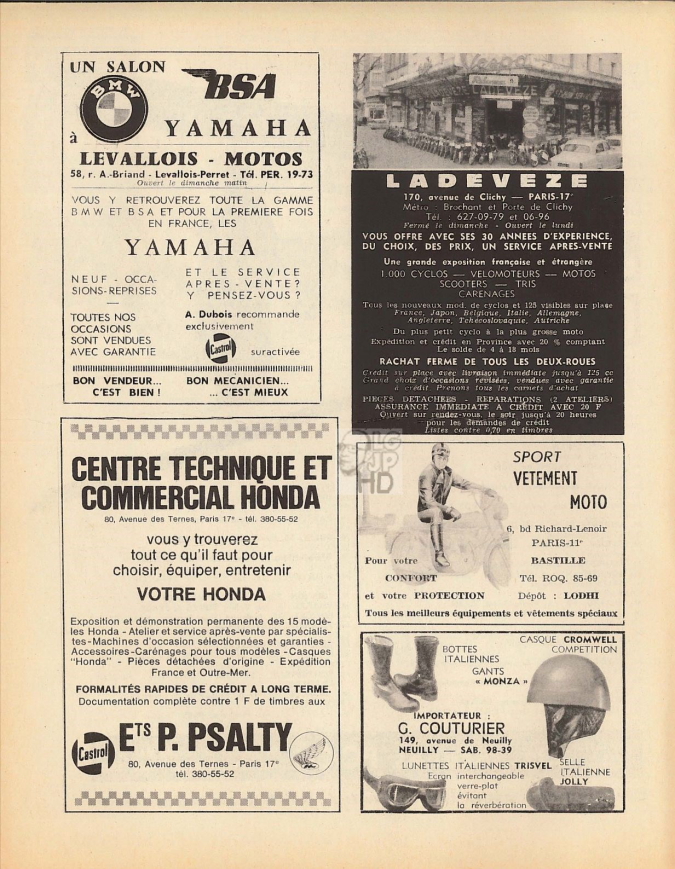 UN SALON
BMW
BSA
à
YAMAHA
LEVALLOIS - MOTOS
58, r. A.-Briand - Levallois-Perret - Tél. PER. 19-73
Ouvert le dimanche matin
VOUS Y RETROUVEREZ TOUTE LA GAMME
BMW ET BSA ET POUR LA PREMIERE FOIS
EN FRANCE, LES
YAMAHA
NEUF - OCCA-
SIONS-REPRISES
ET LE SERVICE
APRES-VENTE?
Y PENSEZ-VOUS?
TOUTES NOS
OCCASIONS
SONT VENDUES
AVEC GARANTIE
A. Dubois recommande
exclusivement
Castrol
suractivée
BON VENDEUR...
C'EST BIEN !
BON MECANICIEN...
... C'EST MIEUX
CENTRE TECHNIQUE ET
COMMERCIAL HONDA
80, Avenue des Ternes, Paris 17e - tél. 380-55-52
vous y trouverez
tout ce qu'il faut pour
choisir, équiper, entretenir
VOTRE HONDA
Exposition et démonstration permanente des 15 modè-
les Honda - Atelier et service après-vente par spécialis-
tes - Machines d'occasion sélectionnées et garanties -
Accessoires - Carénages pour tous modèles - Casques
"Honda" - Pièces détachées d'origine - Expédition
France et Outre-Mer.
FORMALITÉS RAPIDES DE CRÉDIT A LONG TERME.
Documentation complète contre 1 F de timbres aux
Castrol
ETS P. PSALTY
80, Avenue des Ternes - Paris 17e
tél. 380-55-52
Vespa
LADEVEZE
LADEVEZE
170, avenue de Clichy — PARIS-17e
Métro : Brochant et Porte de Clichy
Tél. : 627-09-79 et 06-96
Fermé le dimanche - Ouvert le lundi
VOUS OFFRE AVEC SES 30 ANNEES D'EXPERIENCE,
DU CHOIX, DES PRIX, UN SERVICE APRES-VENTE
Une grande exposition française et étrangère
1.000 CYCLOS — VELOMOTEURS — MOTOS
SCOOTERS — TRIS
CARENAGES
Tous les nouveaux mod. de cyclos et 125 visibles sur place
France, Japon, Belgique, Italie, Allemagne,
Angleterre, Tchécoslovaquie, Autriche
Du plus petit cyclo à la plus grosse moto
Expédition et crédit en Province avec 20 % comptant
Le solde de 4 à 18 mois
RACHAT FERME DE TOUS LES DEUX-ROUES
Crédit sur place avec livraison immédiate jusqu'à 125 cc
Grand choix d'occasions révisées, vendues avec garantie
à crédit. Prenons tous les carnets d'achat
PIECES DETACHEES - REPARATIONS (2 ATELIERS)
ASSURANCE IMMEDIATE A CREDIT AVEC 20 F
Ouvert sur rendez-vous, le soir jusqu'à 20 heures
pour les demandes de crédit
Listes contre 0,70 en timbres
BIG
JP
HD
SPORT
VETEMENT
MOTO
6, bd Richard-Lenoir
PARIS-11e
Pour votre
BASTILLE
CONFORT
Tél. ROQ. 85-69
et votre PROTECTION
Dépôt : LODHI
Tous les meilleurs équipements et vêtements spéciaux
BOTTES
ITALIENNES
CASQUE CROMWELL
COMPETITION
GANTS
« MONZA »
IMPORTATEUR :
G. COUTURIER
149, avenue de Neuilly
NEUILLY — SAB. 98-39
LUNETTES ITALIENNES TRISVEL
Ecran interchangeable
verre-plat
évitant
la réverbération
SELLE
ITALIENNE
JOLLY